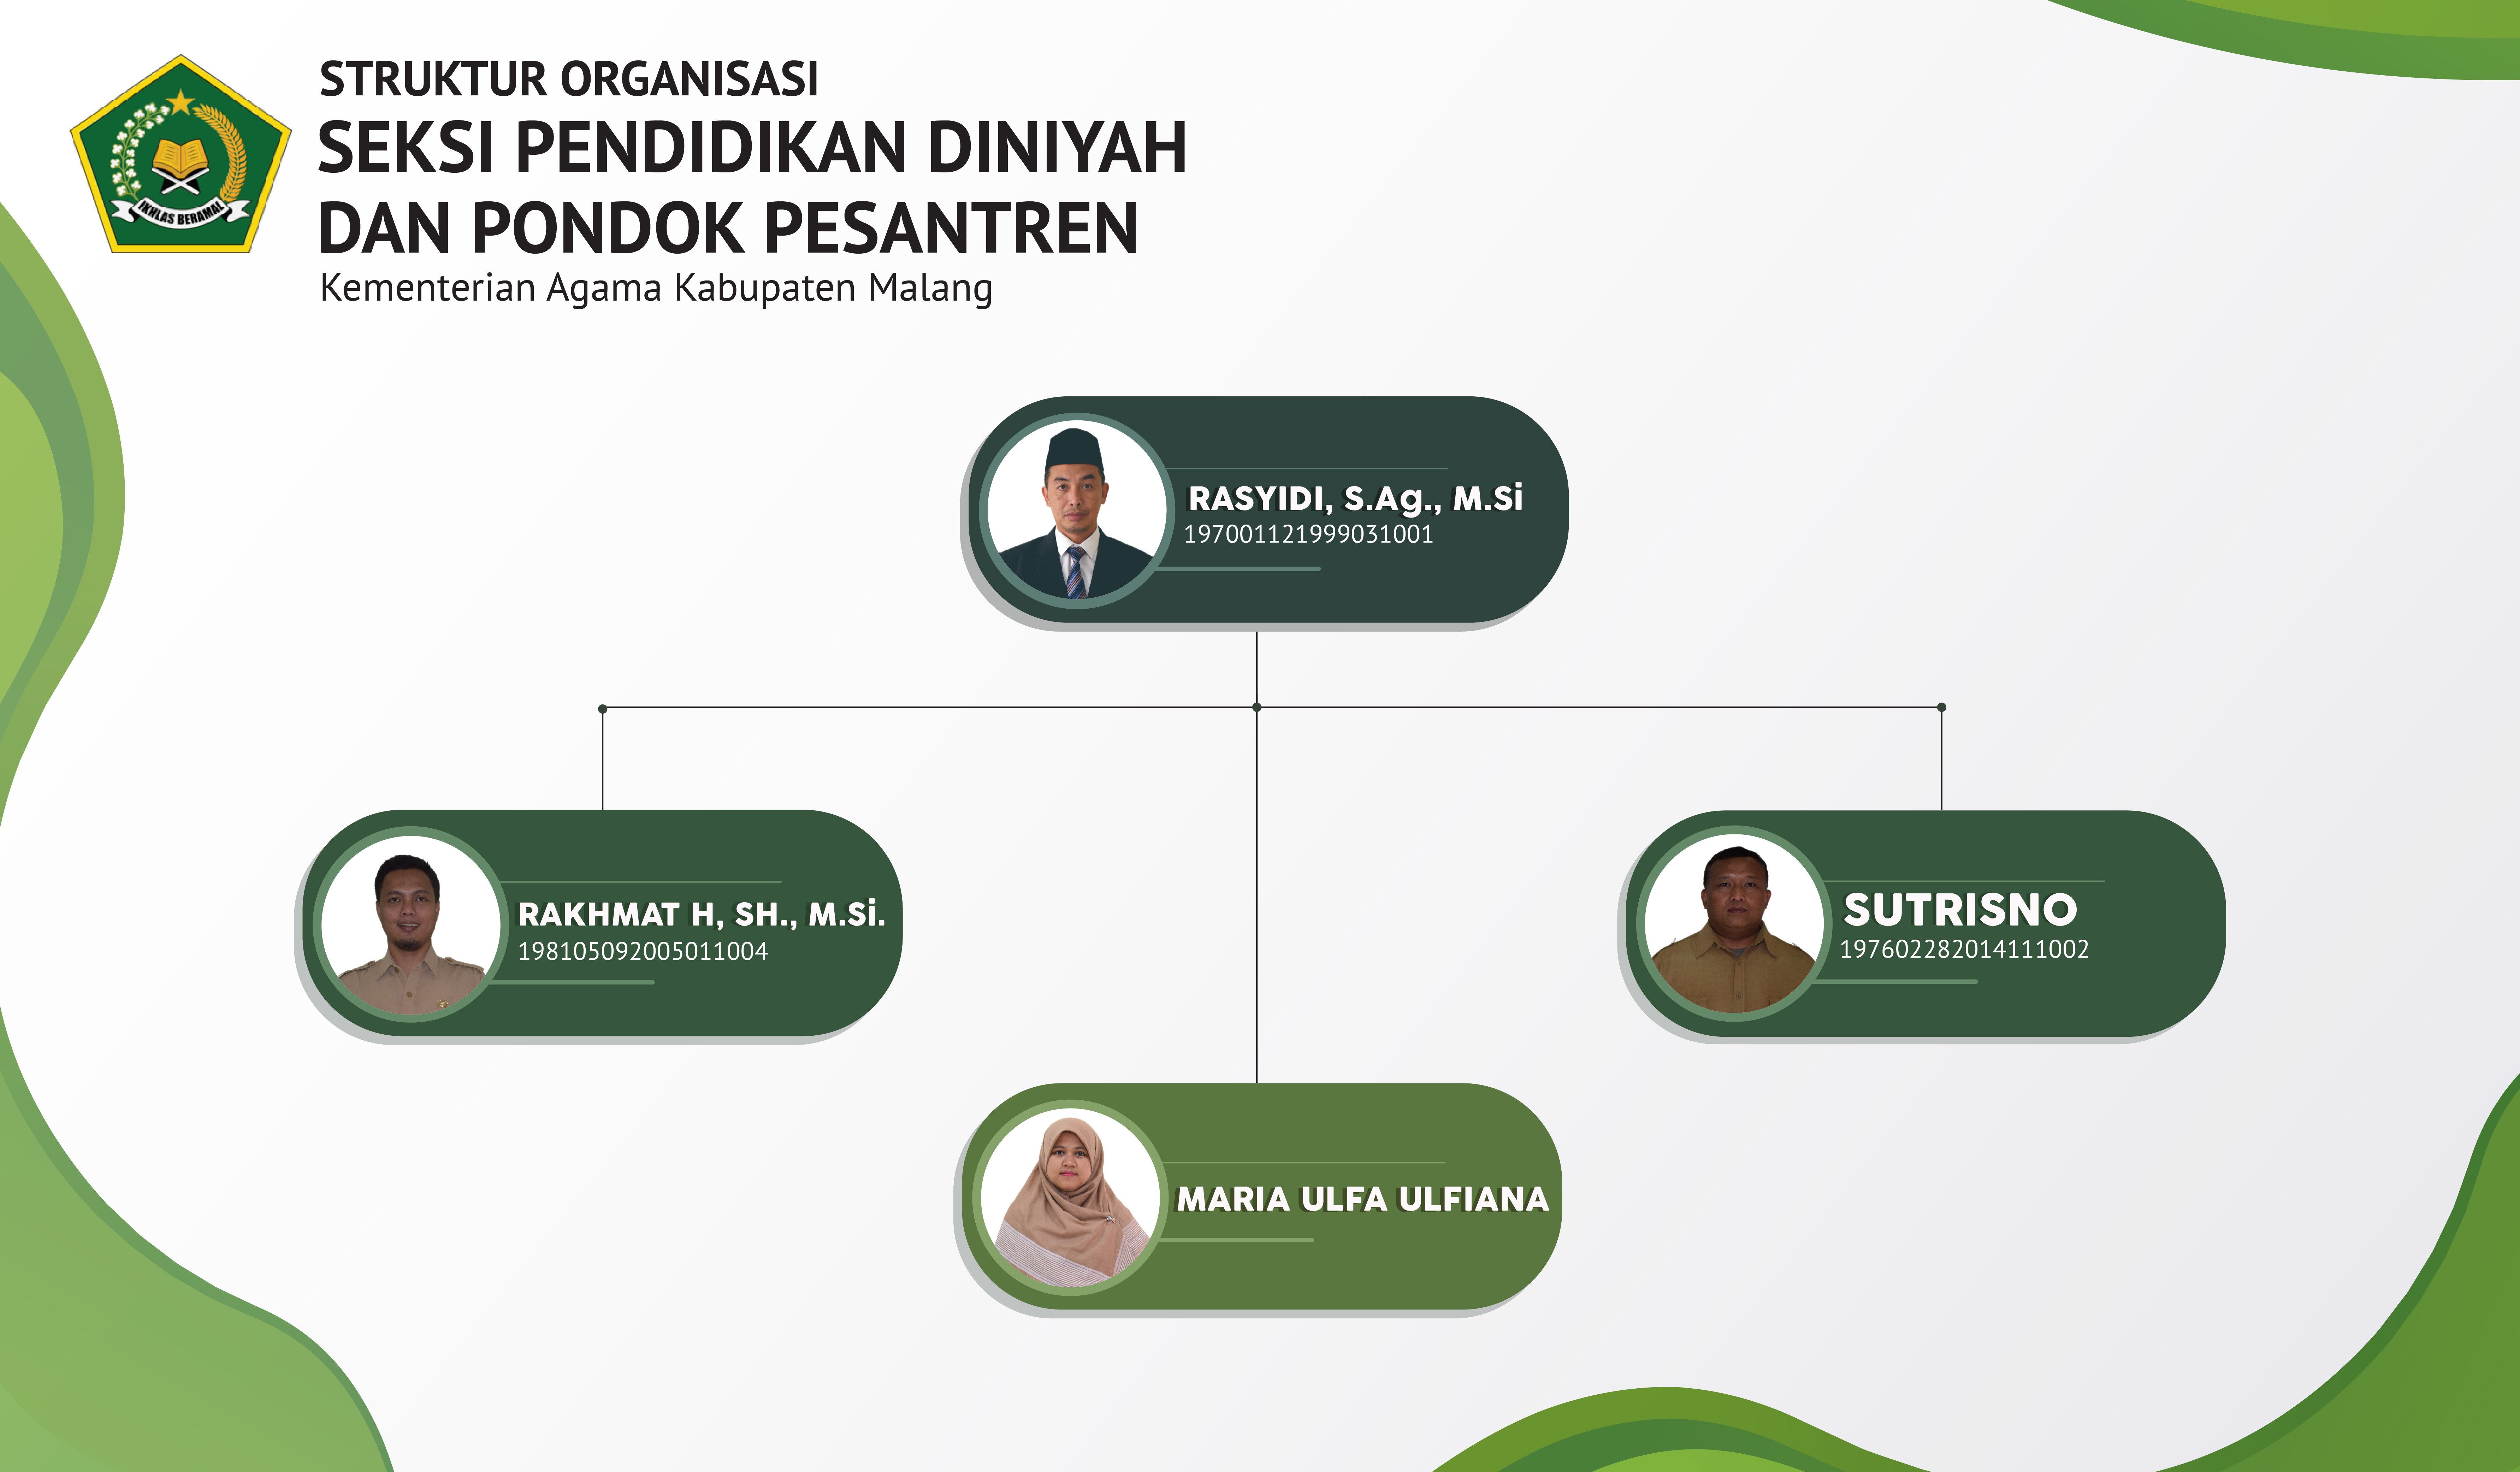 STRUKTUR ORGANISASI
SEKSI PENDIDIKAN DINIYAH
DAN PONDOK PESANTREN
Kementerian Agama Kabupaten Malang
IKHLAS BERAMAL
RASYIDI, S.Ag., M.Si
197001121999031001
RAKHMAT H, SH., M.Si.
198105092005011004
SUTRISNO
197602282014111002
MARIA ULFA ULFIANA